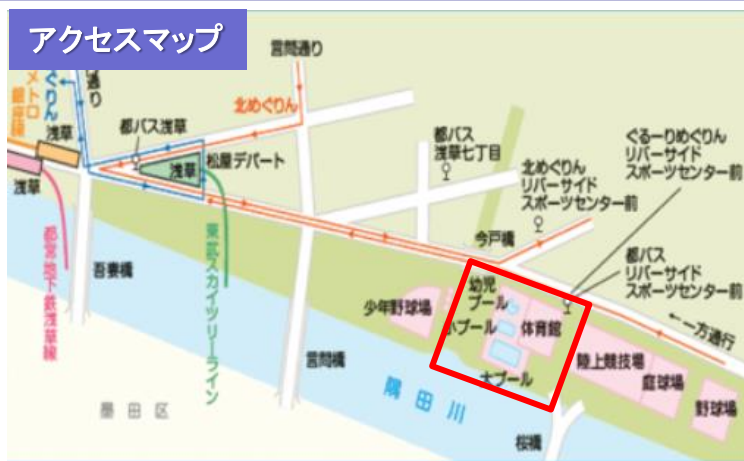 アクセスマップ
言問通り
通り
ぐりん
メトロ
銀座線
北めぐりん
浅草
都バス浅草
都バス
浅草七丁目
ぐるーりめぐりん
リバーサイド
スポーツセンター前
松屋デパート
北めぐりん
リバーサイド
スポーツセンター前
浅草
浅草
今戸橋
都バス
リバーサイド
スポーツセンター前
都営地下鉄浅草線
吾妻橋
東武スカイツリーライン
幼児
プール
少年野球場
小プール
体育館
←一方通行
言問橋
大プール
陸上競技場
庭球場
野球場
隅田川
墨田区
桜橋